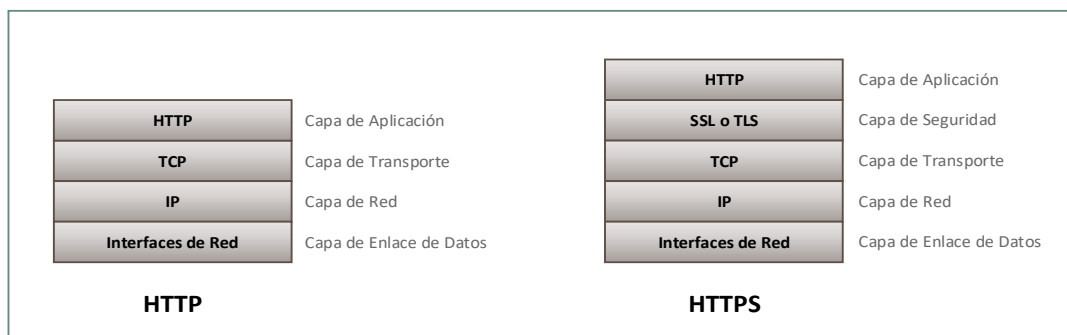 HTTP Capa de Aplicación
TCP Capa de Transporte
IP Capa de Red
Interfaces de Red Capa de Enlace de Datos
HTTP
HTTP Capa de Aplicación
SSL o TLS Capa de Seguridad
TCP Capa de Transporte
IP Capa de Red
Interfaces de Red Capa de Enlace de Datos
HTTPS